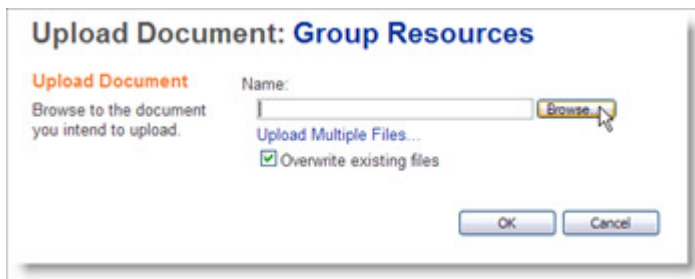 Upload Document: Group Resources
Upload Document
Browse to the document
you intend to upload.
Name:
Browse...
Upload Multiple Files...
Overwrite existing files
OK
Cancel